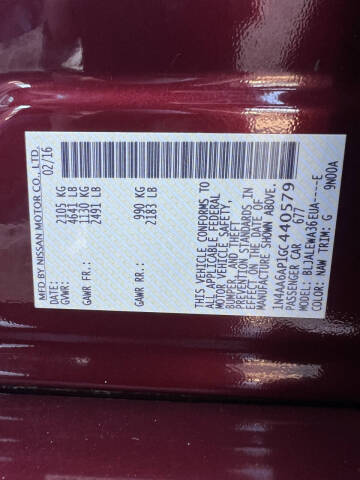 MFD BY NISSAN MOTOR CO., LTD.
02/16
GVWR: 2105 KG
4641 LB
GAWR FR.: 1130 KG
2491 LB
GAWR RR.: 990 KG
2183 LB
THIS VEHICLE CONFORMS TO
ALL APPLICABLE FEDERAL
MOTOR VEHICLE SAFETY,
BUMPER, AND THEFT
PREVENTION STANDARDS IN
EFFECT ON THE DATE OF
MANUFACTURE SHOWN ABOVE.
1N4AA6AP1GC440579
PASSENGER CAR 677
MODEL: BLJALEWA36EUA----E
COLOR: NAW TRIM: G 9N00A